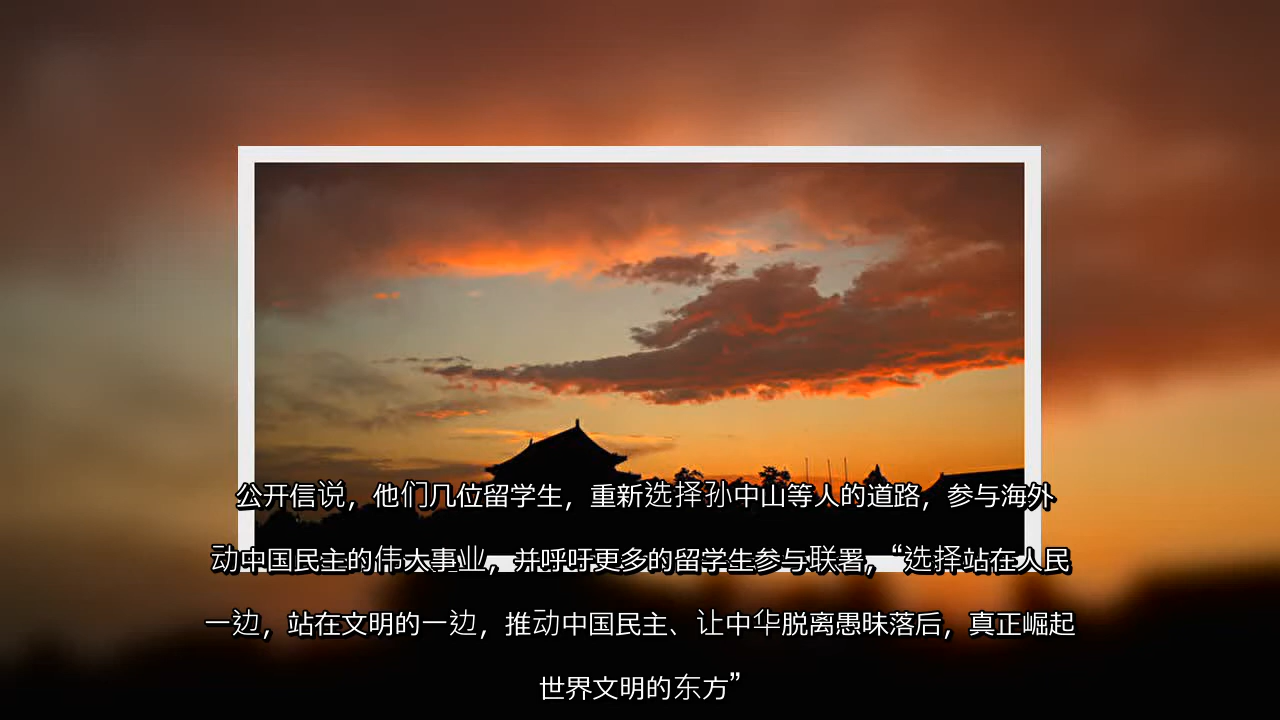 公开信说，他们几位留学生，重新选择孙中山等人的道路，参与海外
动中国民主的伟大事业，并呼吁更多的留学生参与联署，“选择站在人民
一边，站在文明的一边，推动中国民主、让中华脱离愚昧落后，真正崛起
世界文明的东方”